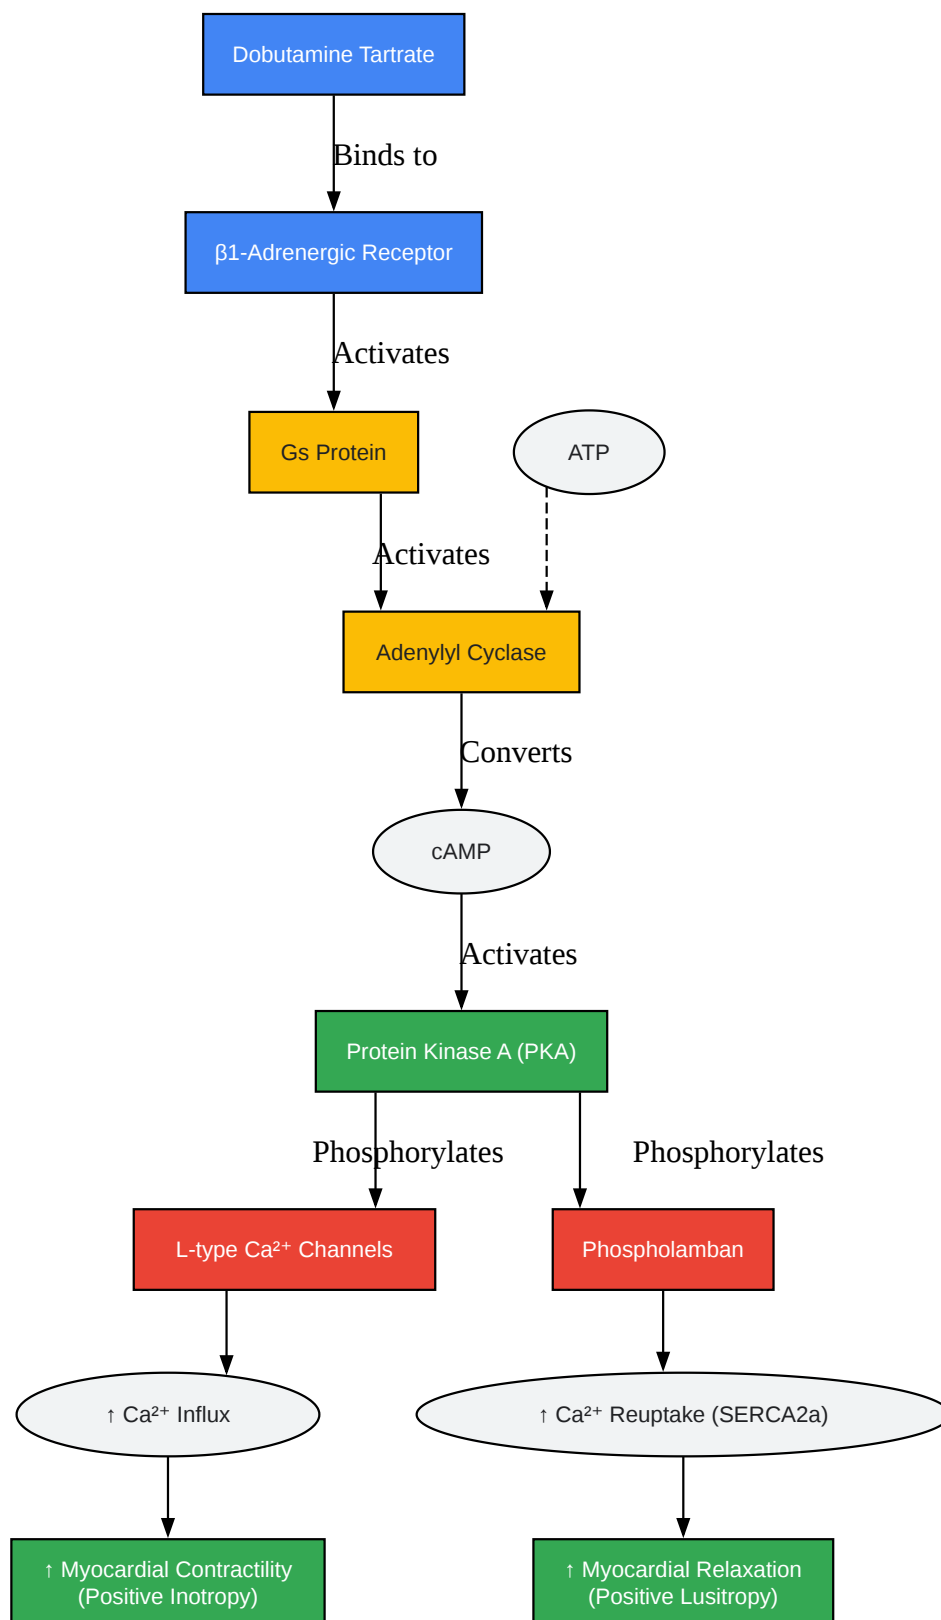 Dobutamine Tartrate
Binds to
β1-Adrenergic Receptor
Activates
Gs Protein
ATP
Activates
Adenylyl Cyclase
Converts
cAMP
Activates
Protein Kinase A (PKA)
Phosphorylates
Phosphorylates
L-type Ca²⁺ Channels
Phospholamban
↑ Ca²⁺ Influx
↑ Ca²⁺ Reuptake (SERCA2a)
↑ Myocardial Contractility
(Positive Inotropy)
↑ Myocardial Relaxation
(Positive Lusitropy)